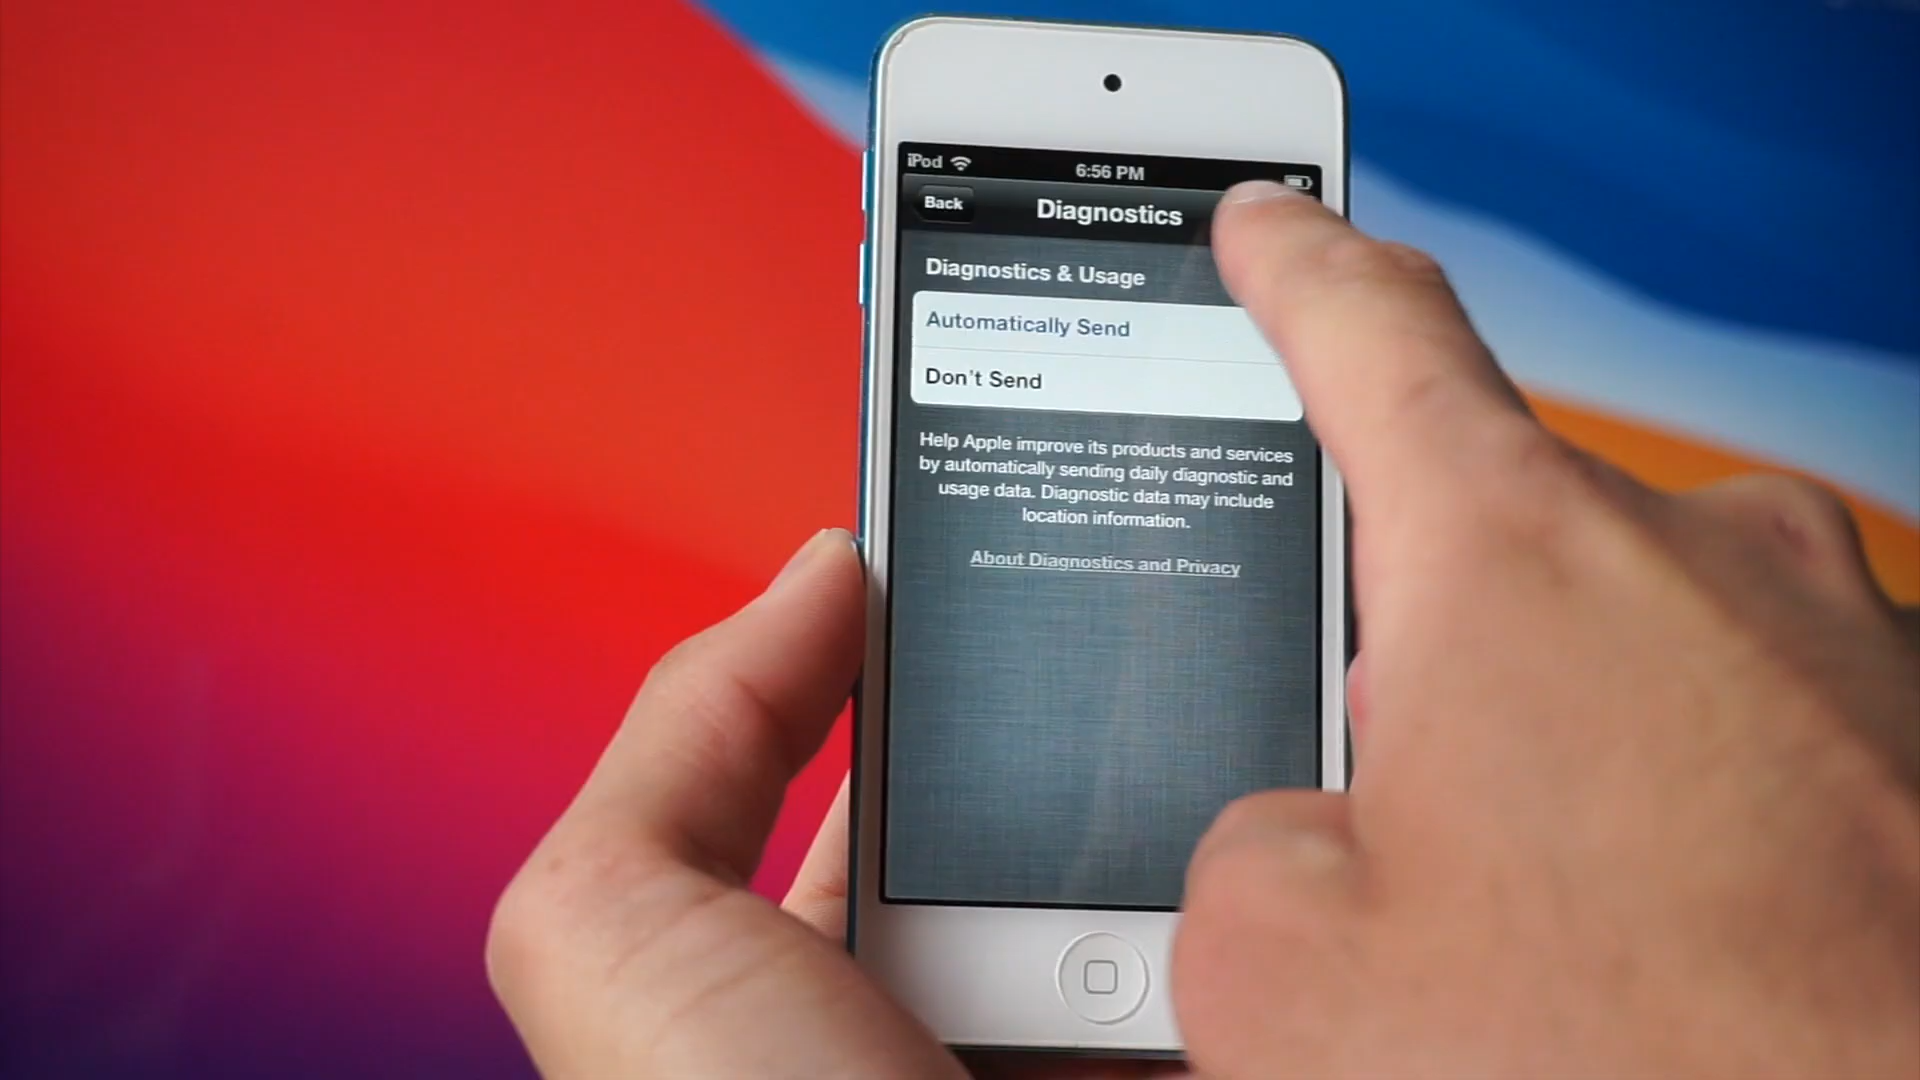 iPod
6:56 PM
Back
Diagnostics
Diagnostics & Usage
Automatically Send
Don't Send
Help Apple improve its products and services
by automatically sending daily diagnostic and
usage data. Diagnostic data may include
location information.
About Diagnostics and Privacy